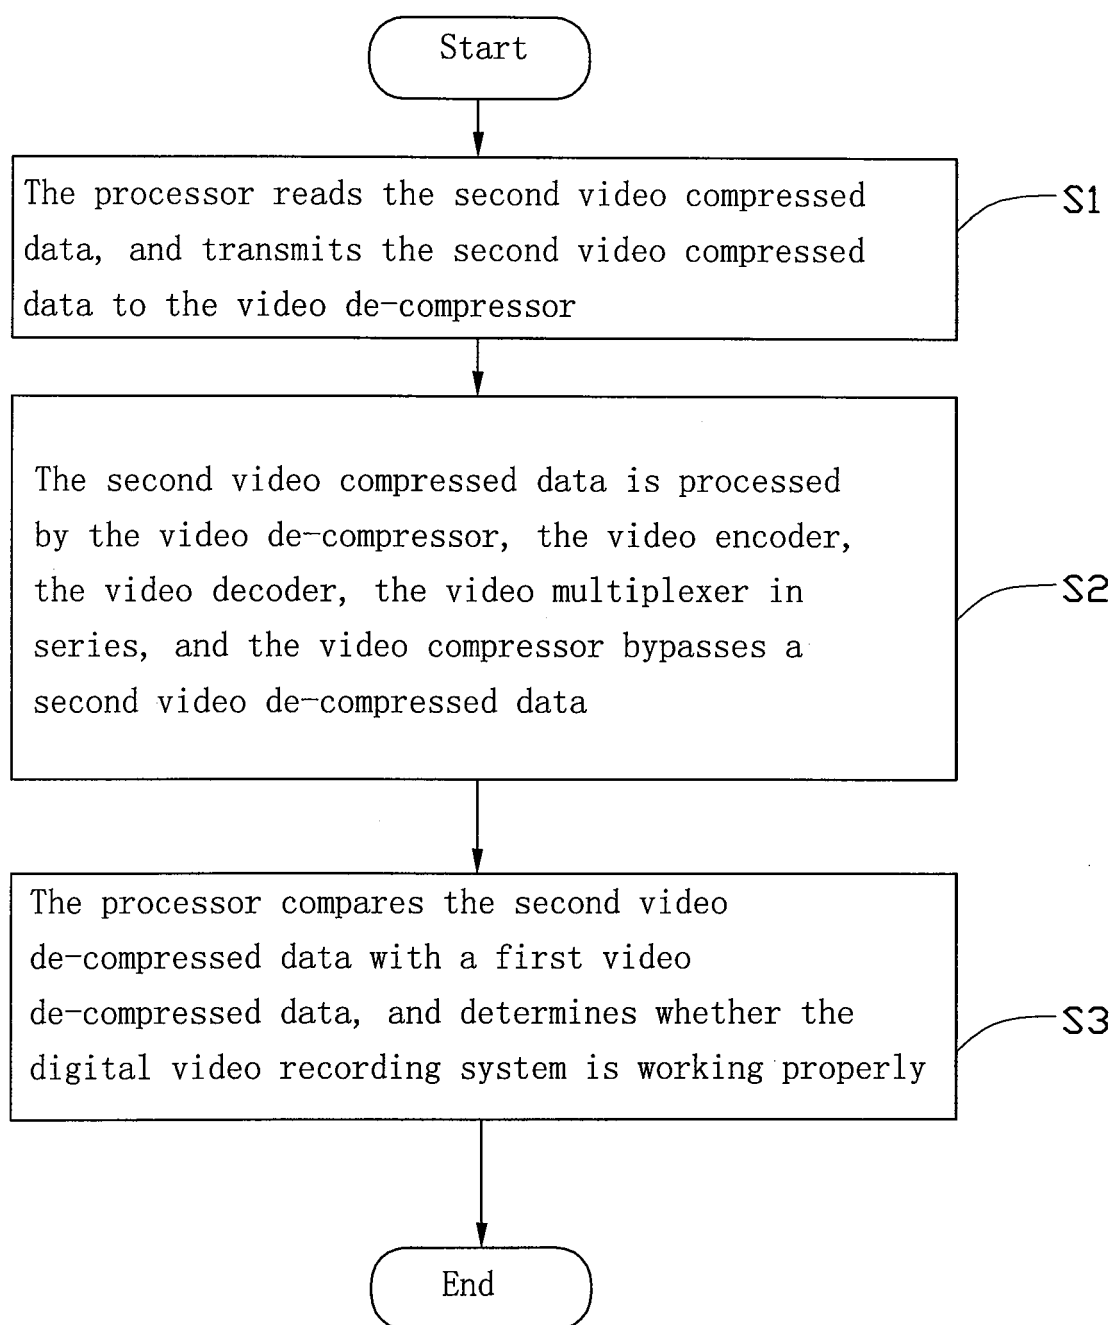 Start
The processor reads the second video compressed
data, and transmits the second video compressed
data to the video de-compressor
S1
The second video compressed data is processed
by the video de-compressor, the video encoder,
the video decoder, the video multiplexer in
series, and the video compressor bypasses a
second video de-compressed data
S2
The processor compares the second video
de-compressed data with a first video
de-compressed data, and determines whether the
digital video recording system is working properly
S3
End